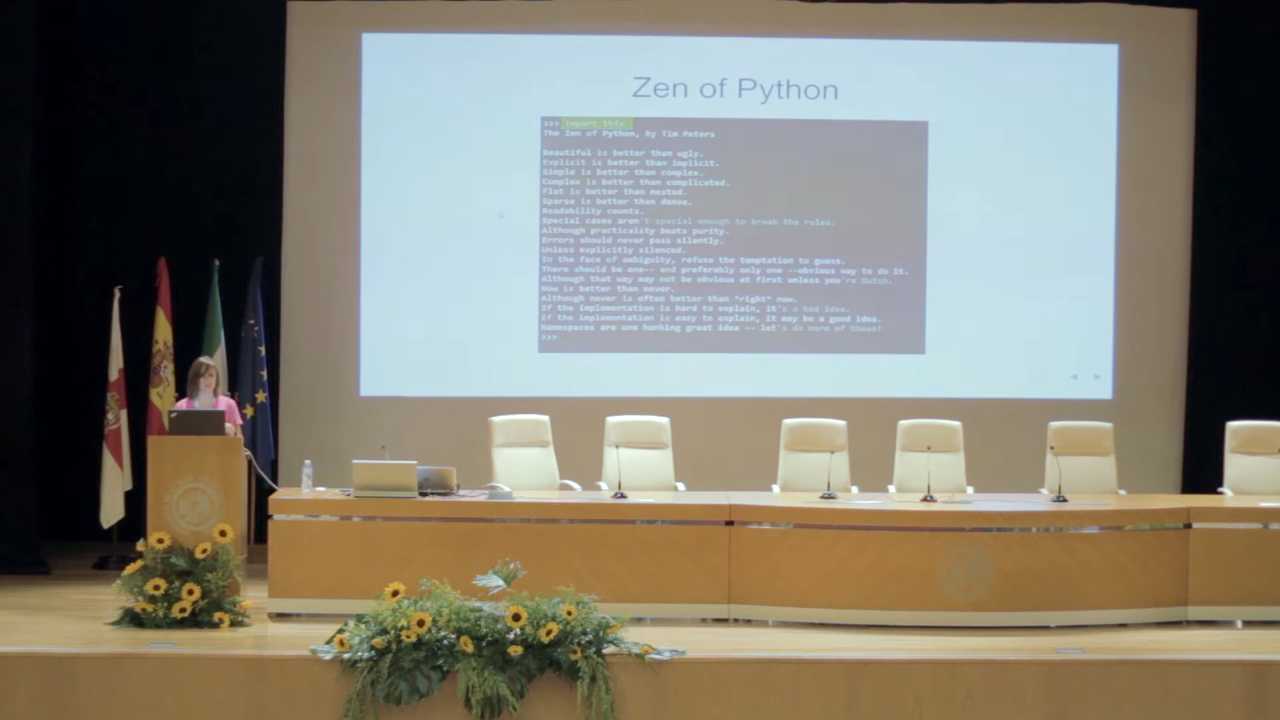 Zen of Python
>>> import this
The Zen of Python, by Tim Peters
Beautiful is better than ugly.
Explicit is better than implicit.
Simple is better than complex.
Complex is better than complicated.
Flat is better than nested.
Sparse is better than dense.
Readability counts.
Special cases aren't special enough to break the rules.
Although practicality beats purity.
Errors should never pass silently.
Unless explicitly silenced.
In the face of ambiguity, refuse the temptation to guess.
There should be one-- and preferably only one --obvious way to do it.
Although that way may not be obvious at first unless you're Dutch.
Now is better than never.
Although never is often better than *right* now.
If the implementation is hard to explain, it's a bad idea.
If the implementation is easy to explain, it may be a good idea.
Namespaces are one honking great idea -- let's do more of those!
>>>